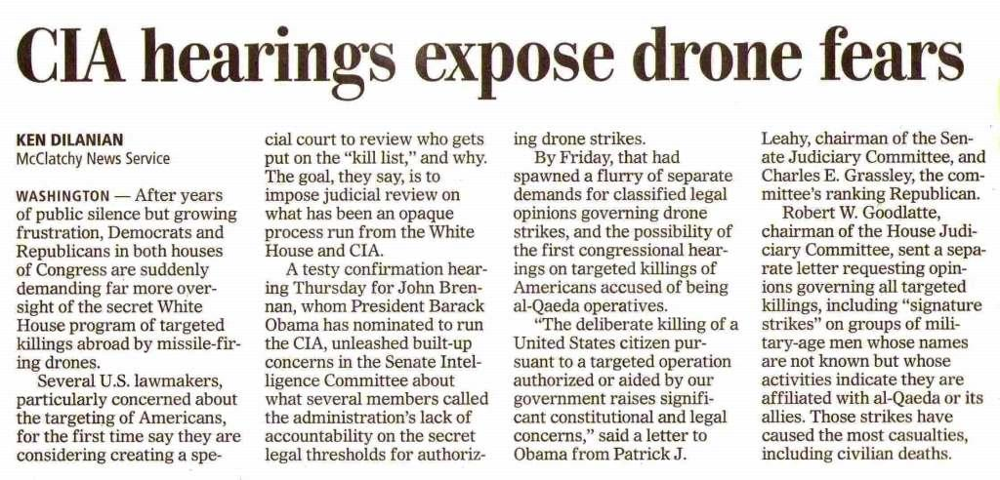 CIA hearings expose drone fears
KEN DILANIAN
McClatchy News Service
WASHINGTON — After years
of public silence but growing
frustration, Democrats and
Republicans in both houses
of Congress are suddenly
demanding far more over-
sight of the secret White
House program of targeted
killings abroad by missile-fir-
ing drones.
Several U.S. lawmakers,
particularly concerned about
the targeting of Americans,
for the first time say they are
considering creating a spe-
cial court to review who gets
put on the “kill list,” and why.
The goal, they say, is to
impose judicial review on
what has been an opaque
process run from the White
House and CIA.
A testy confirmation hear-
ing Thursday for John Bren-
nan, whom President Barack
Obama has nominated to run
the CIA, unleashed built-up
concerns in the Senate Intel-
ligence Committee about
what several members called
the administration’s lack of
accountability on the secret
legal thresholds for authoriz-
ing drone strikes.
By Friday, that had
spawned a flurry of separate
demands for classified legal
opinions governing drone
strikes, and the possibility of
the first congressional hear-
ings on targeted killings of
Americans accused of being
al-Qaeda operatives.
“The deliberate killing of a
United States citizen pur-
suant to a targeted operation
authorized or aided by our
government raises signifi-
cant constitutional and legal
concerns,” said a letter to
Obama from Patrick J.
Leahy, chairman of the Sen-
ate Judiciary Committee, and
Charles E. Grassley, the com-
mittee’s ranking Republican.
Robert W. Goodlatte,
chairman of the House Judi-
ciary Committee, sent a sepa-
rate letter requesting opin-
ions governing all targeted
killings, including “signature
strikes” on groups of mili-
tary-age men whose names
are not known but whose
activities indicate they are
affiliated with al-Qaeda or its
allies. Those strikes have
caused the most casualties,
including civilian deaths.